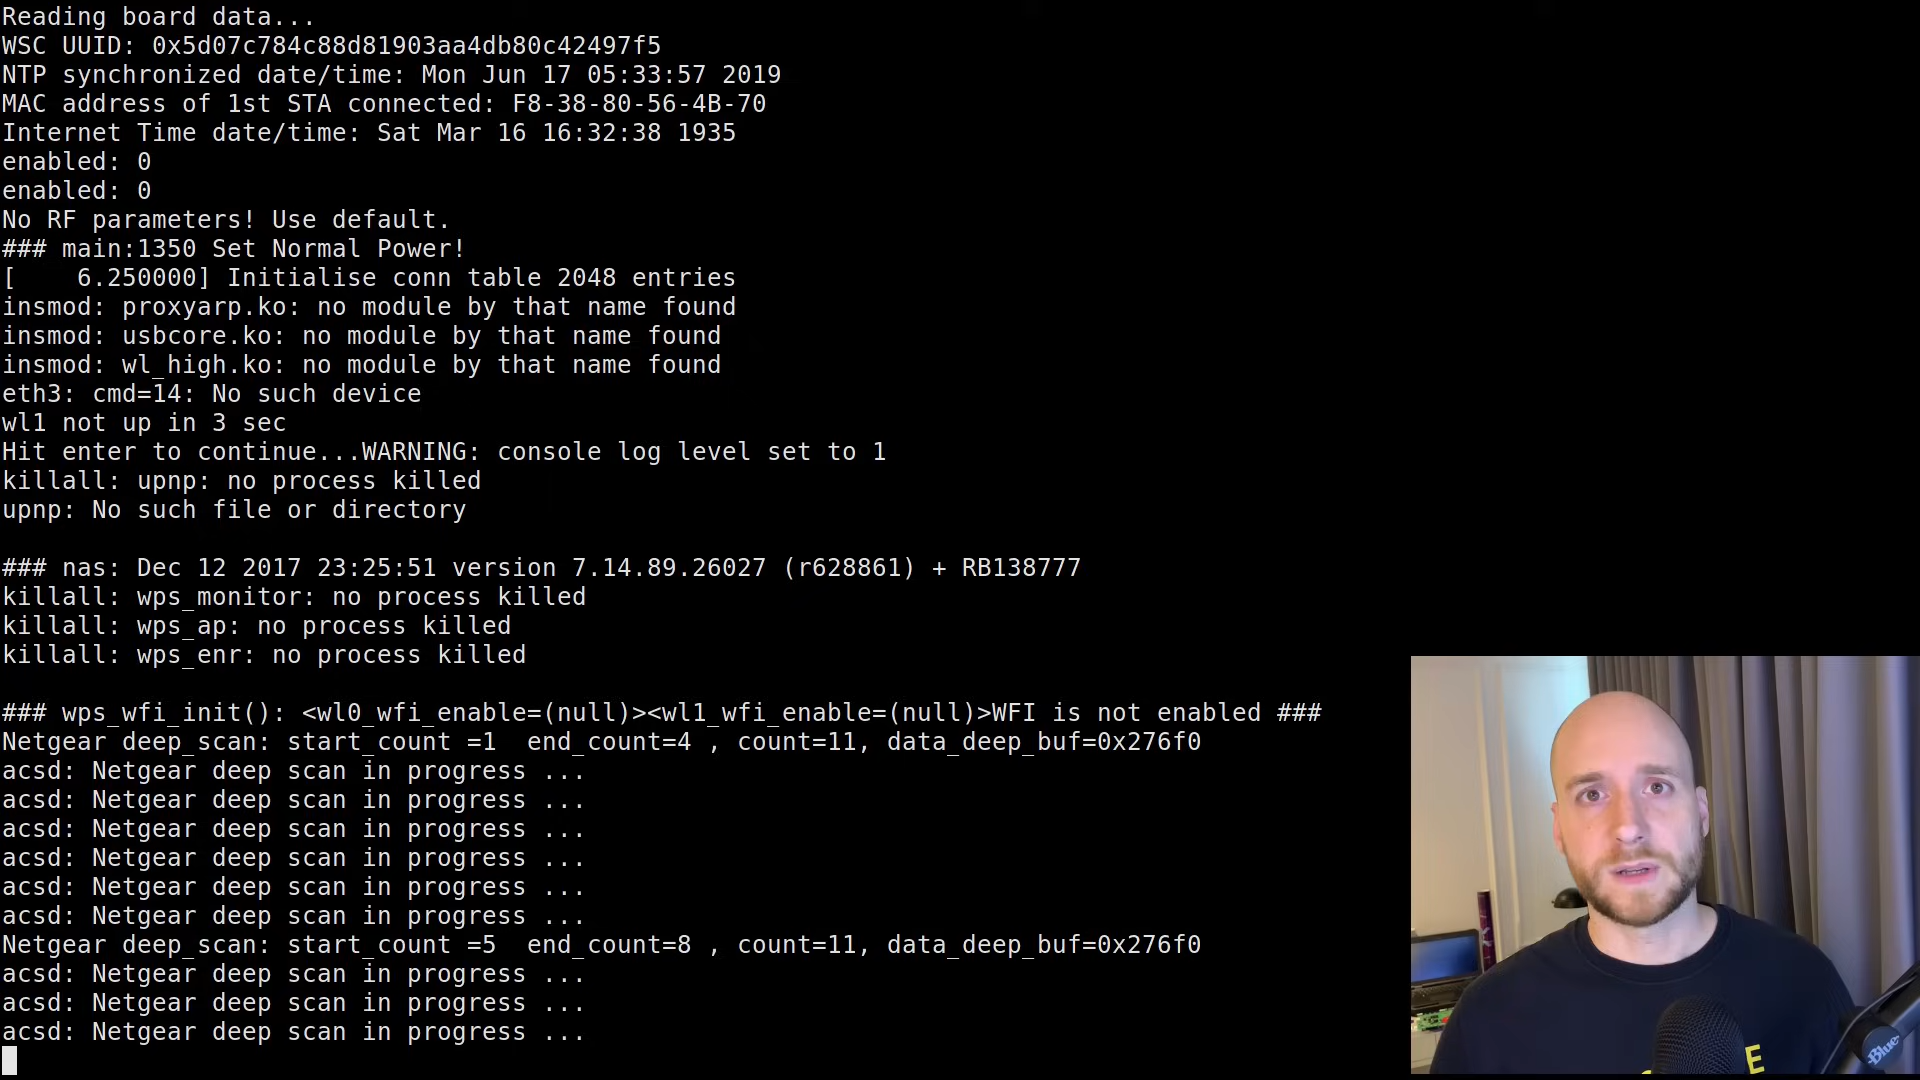 Reading board data...
WSC UUID: 0x5d07c784c88d81903aa4db80c42497f5
NTP synchronized date/time: Mon Jun 17 05:33:57 2019
MAC address of 1st STA connected: F8-38-80-56-4B-70
Internet Time date/time: Sat Mar 16 16:32:38 1935
enabled: 0
enabled: 0
No RF parameters! Use default.
### main:1350 Set Normal Power!
[    6.250000] Initialise conn table 2048 entries
insmod: proxyarp.ko: no module by that name found
insmod: usbcore.ko: no module by that name found
insmod: wl_high.ko: no module by that name found
eth3: cmd=14: No such device
wl1 not up in 3 sec
Hit enter to continue...WARNING: console log level set to 1
killall: upnp: no process killed
upnp: No such file or directory
### nas: Dec 12 2017 23:25:51 version 7.14.89.26027 (r628861) + RB138777
killall: wps_monitor: no process killed
killall: wps_ap: no process killed
killall: wps_enr: no process killed
### wps_wfi_init(): <wl0_wfi_enable=(null)><wl1_wfi_enable=(null)>WFI is not enabled ###
Netgear deep_scan: start_count =1  end_count=4 , count=11, data_deep_buf=0x276f0
acsd: Netgear deep scan in progress ...
acsd: Netgear deep scan in progress ...
acsd: Netgear deep scan in progress ...
acsd: Netgear deep scan in progress ...
acsd: Netgear deep scan in progress ...
acsd: Netgear deep scan in progress ...
Netgear deep_scan: start_count =5  end_count=8 , count=11, data_deep_buf=0x276f0
acsd: Netgear deep scan in progress ...
acsd: Netgear deep scan in progress ...
acsd: Netgear deep scan in progress ...
Blue